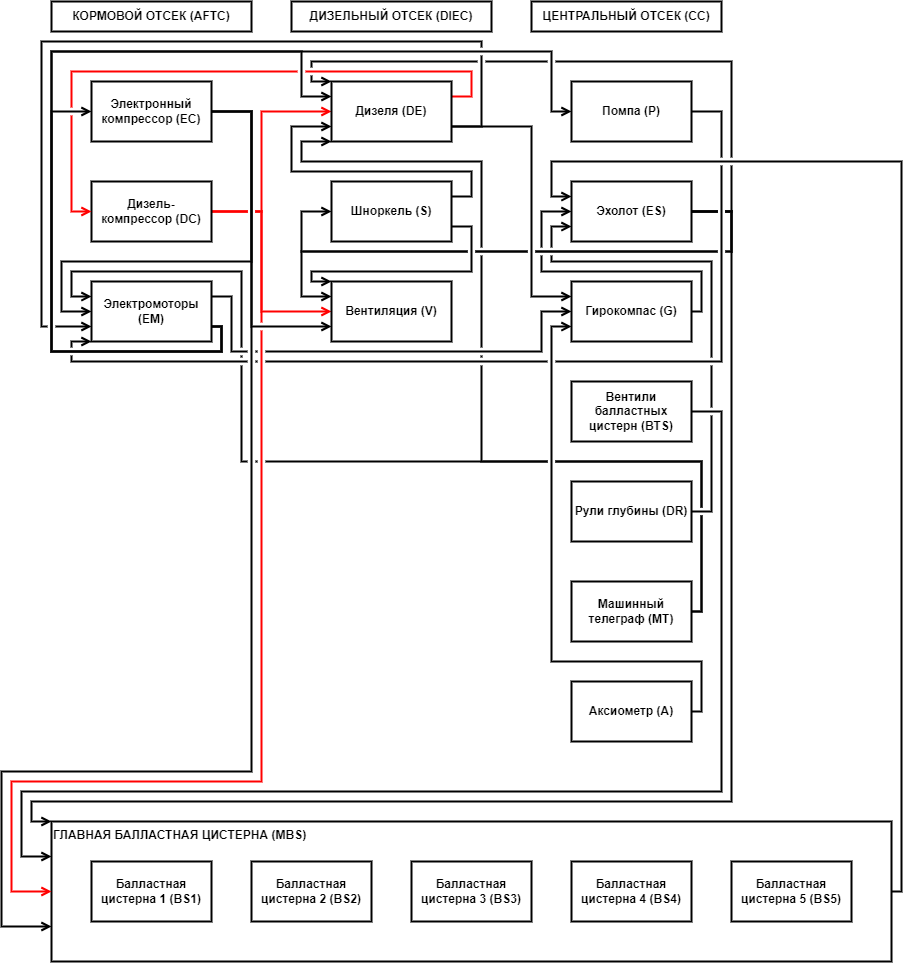 КОРМОВОЙ ОТСЕК (AFTC)
ДИЗЕЛЬНЫЙ ОТСЕК (DIEC)
ЦЕНТРАЛЬНЫЙ ОТСЕК (CC)
Электронный
компрессор (EC)
Дизеля (DE)
Помпа (P)
Дизель-
компрессор (DC)
Шноркель (S)
Эхолот (ES)
Электромоторы
(EM)
Вентиляция (V)
Гирокомпас (G)
Вентили
балластных
цистерн (BTS)
Рули глубины (DR)
Машинный
телеграф (MT)
Аксиометр (A)
ГЛАВНАЯ БАЛЛАСТНАЯ ЦИСТЕРНА (MBS)
Балластная
цистерна 1 (BS1)
Балластная
цистерна 2 (BS2)
Балластная
цистерна 3 (BS3)
Балластная
цистерна 4 (BS4)
Балластная
цистерна 5 (BS5)